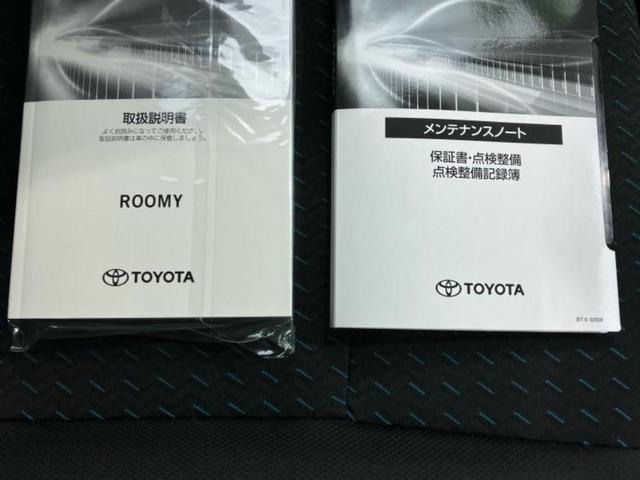 取扱説明書
よくお読みになってご使用ください。
取扱説明書は車の中に保管しましょう。
ROOMY
TOYOTA
メンテナンスノート
保証書・点検整備
点検整備記録簿
TOYOTA